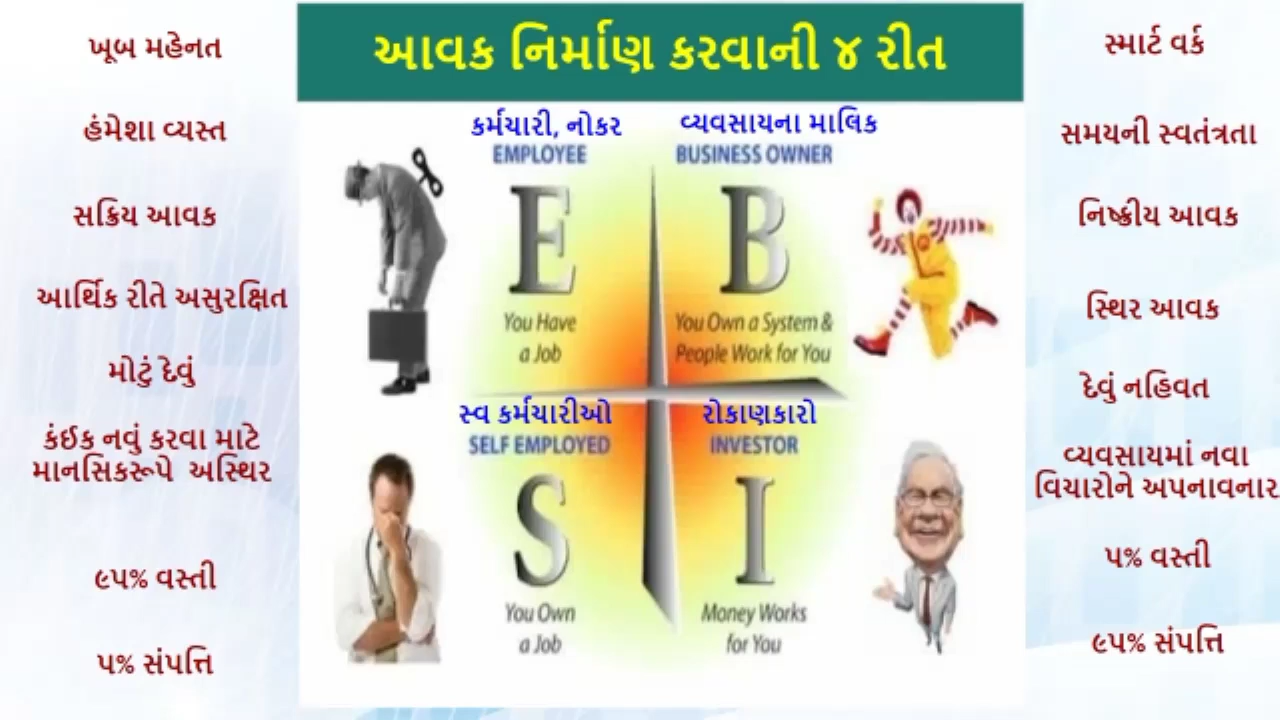 આવક નિર્માણ કરવાની ૪ રીત
ખૂબ મહેનત
હંમેશા વ્યસ્ત
સક્રિય આવક
આર્થિક રીતે અસુરક્ષિત
મોટું દેવું
કંઈક નવું કરવા માટે
માનસિકરૂપે અસ્થિર
૯૫% વસ્તી
૫% સંપત્તિ
કર્મચારી, નોકર
EMPLOYEE
E
You Have
a Job
વ્યવસાયના માલિક
BUSINESS OWNER
B
You Own a System &
People Work for You
સ્વ કર્મચારીઓ
SELF EMPLOYED
S
You Own
a Job
રોકાણકારો
INVESTOR
I
Money Works
for You
સ્માર્ટ વર્ક
સમયની સ્વતંત્રતા
નિષ્ક્રીય આવક
સ્થિર આવક
દેવું નહિવત
વ્યવસાયમાં નવા
વિચારોને અપનાવનાર
૫% વસ્તી
૯૫% સંપત્તિ